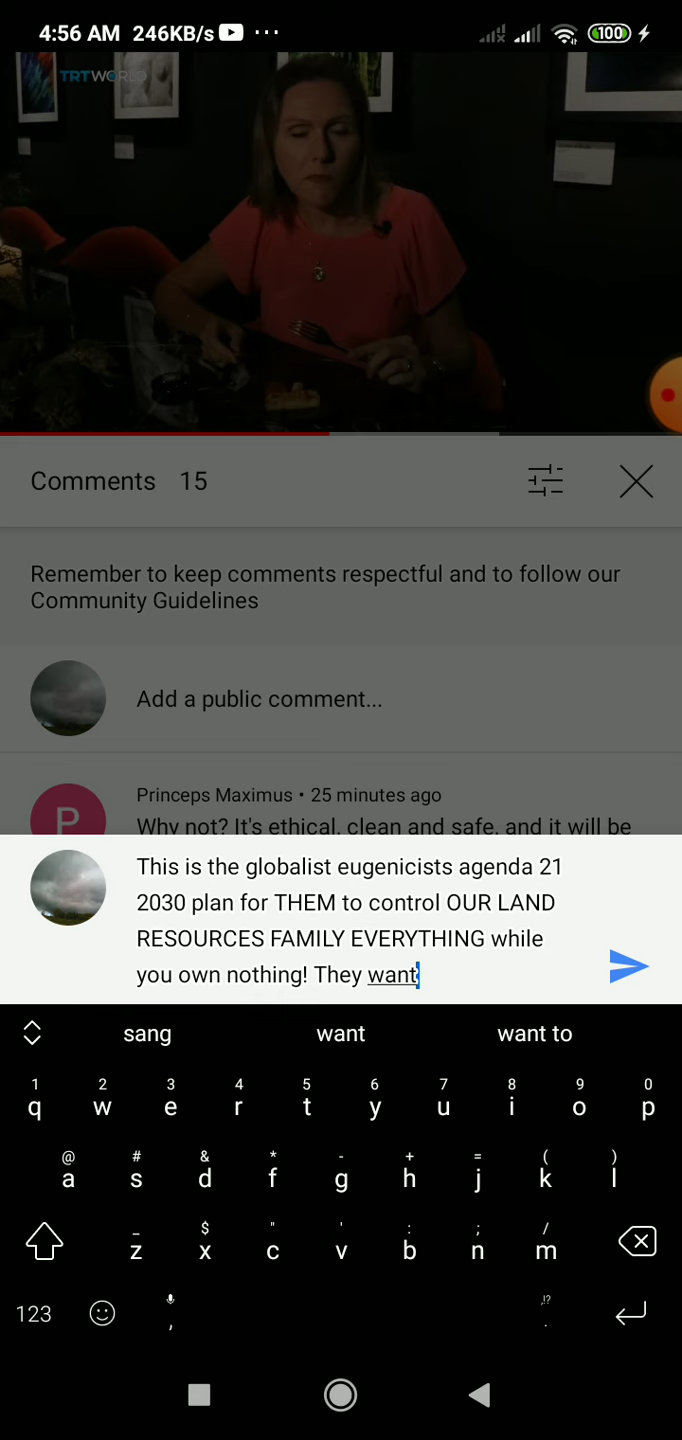 4:56 AM 246KB/s ...
100
TRTWORLD
Comments 15
Remember to keep comments respectful and to follow our
Community Guidelines
Add a public comment...
Princeps Maximus • 25 minutes ago
P
Why not? It's ethical, clean and safe, and it will be
This is the globalist eugenicists agenda 21
2030 plan for THEM to control OUR LAND
RESOURCES FAMILY EVERYTHING while
you own nothing! They want
sang want want to
1 2 3 4 5 6 7 8 9 0
q w e r t y u i o p
@ # & * - + = ( )
a s d f g h j k l
_ $ " ' : ; /
z x c v b n m
123 , ,!? .